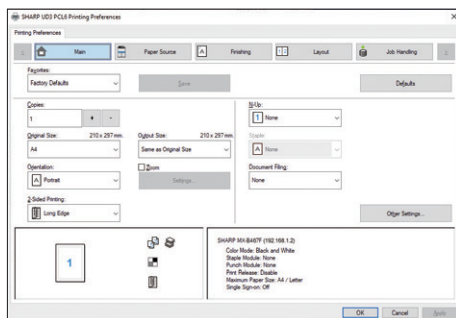 SHARP UD3 PCL6 Printing Preferences
Printing Preferences
Main
Paper Source
Finishing
Layout
Job Handling
Favorites:
Factory Defaults
Save
Defaults
Copies:
1
+
-
N-Up:
1 None
Original Size: 210 x 297 mm.
Output Size: 210 x 297 mm.
Staple:
A4
Same as Original Size
None
Orientation:
Zoom
Document Filing:
Portrait
Settings...
None
2-Sided Printing:
Long Edge
Other Settings...
1
SHARP MX-B467F (192.168.1.2)
Color Mode: Black and White
Staple Module: None
Punch Module: None
Print Release: Disable
Maximum Paper Size: A4 / Letter
Single Sign-on: Off
OK
Cancel
Apply